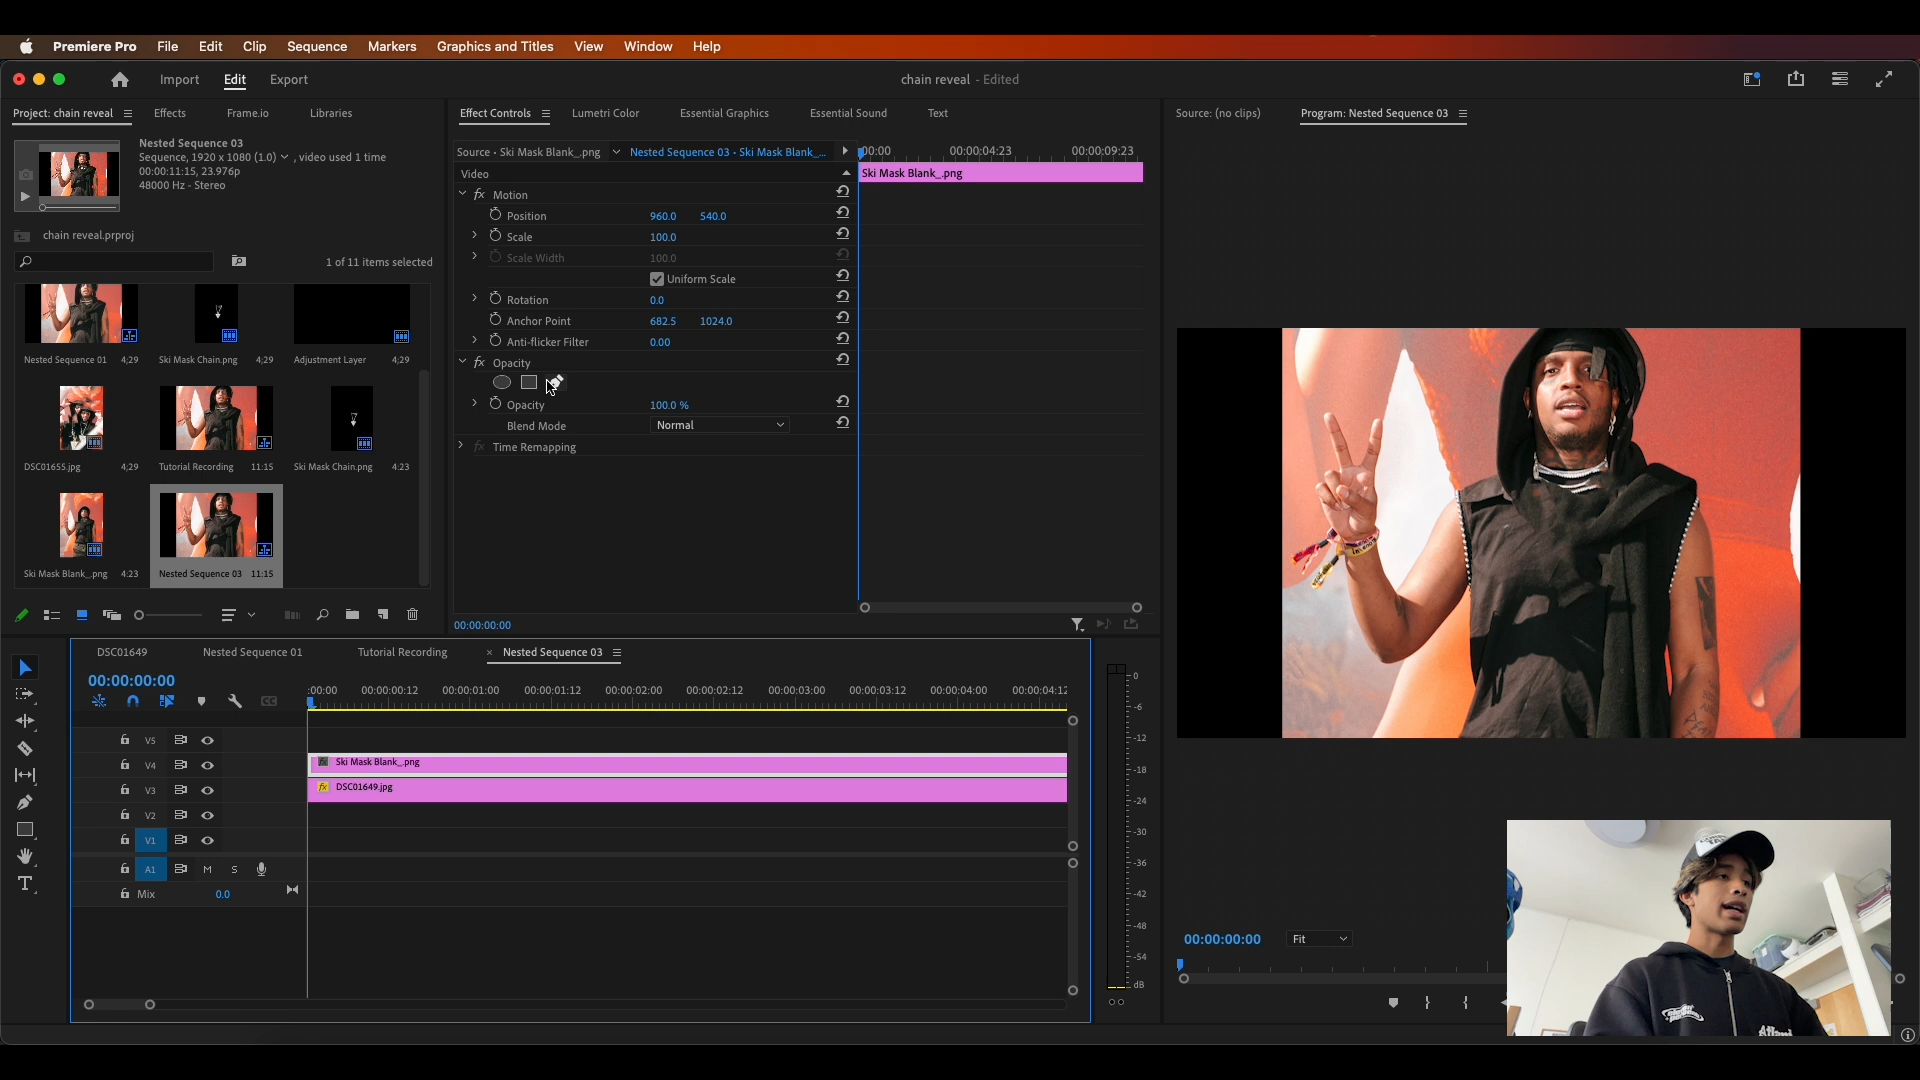 Premiere Pro File Edit Clip Sequence Markers Graphics and Titles View Window Help
Import Edit Export
chain reveal - Edited
Project: chain reveal Effects Frame.io Libraries
Nested Sequence 03
Sequence, 1920 x 1080 (1.0) , video used 1 time
00:00:11:15, 23.976p
48000 Hz - Stereo
chain reveal.prproj
1 of 11 items selected
Nested Sequence 01 4;29 Ski Mask Chain.png 4;29 Adjustment Layer 4;29
DSC01655.jpg 4;29 Tutorial Recording 11:15 Ski Mask Chain.png 4:23
Ski Mask Blank_.png 4:23 Nested Sequence 03 11:15
Effect Controls Lumetri Color Essential Graphics Essential Sound Text
Source • Ski Mask Blank_.png Nested Sequence 03 • Ski Mask Blank_...
:00:00 00:00:04:23 00:00:09:23
Video
Ski Mask Blank_.png
fx Motion
Position 960.0 540.0
Scale 100.0
Scale Width 100.0
Uniform Scale
Rotation 0.0
Anchor Point 682.5 1024.0
Anti-flicker Filter 0.00
fx Opacity
Opacity 100.0 %
Blend Mode Normal
fx Time Remapping
00:00:00:00
Source: (no clips) Program: Nested Sequence 03
00:00:00:00 Fit
DSC01649 Nested Sequence 01 Tutorial Recording × Nested Sequence 03
00:00:00:00
CC
:00:00 00:00:00:12 00:00:01:00 00:00:01:12 00:00:02:00 00:00:02:12 00:00:03:00 00:00:03:12 00:00:04:00 00:00:04:12
V5
V4 fx Ski Mask Blank_.png
V3 fx DSC01649.jpg
V2
V1
A1 M S
Mix 0.0
0
-6
-12
-18
-24
-30
-36
-42
-48
-54
dB